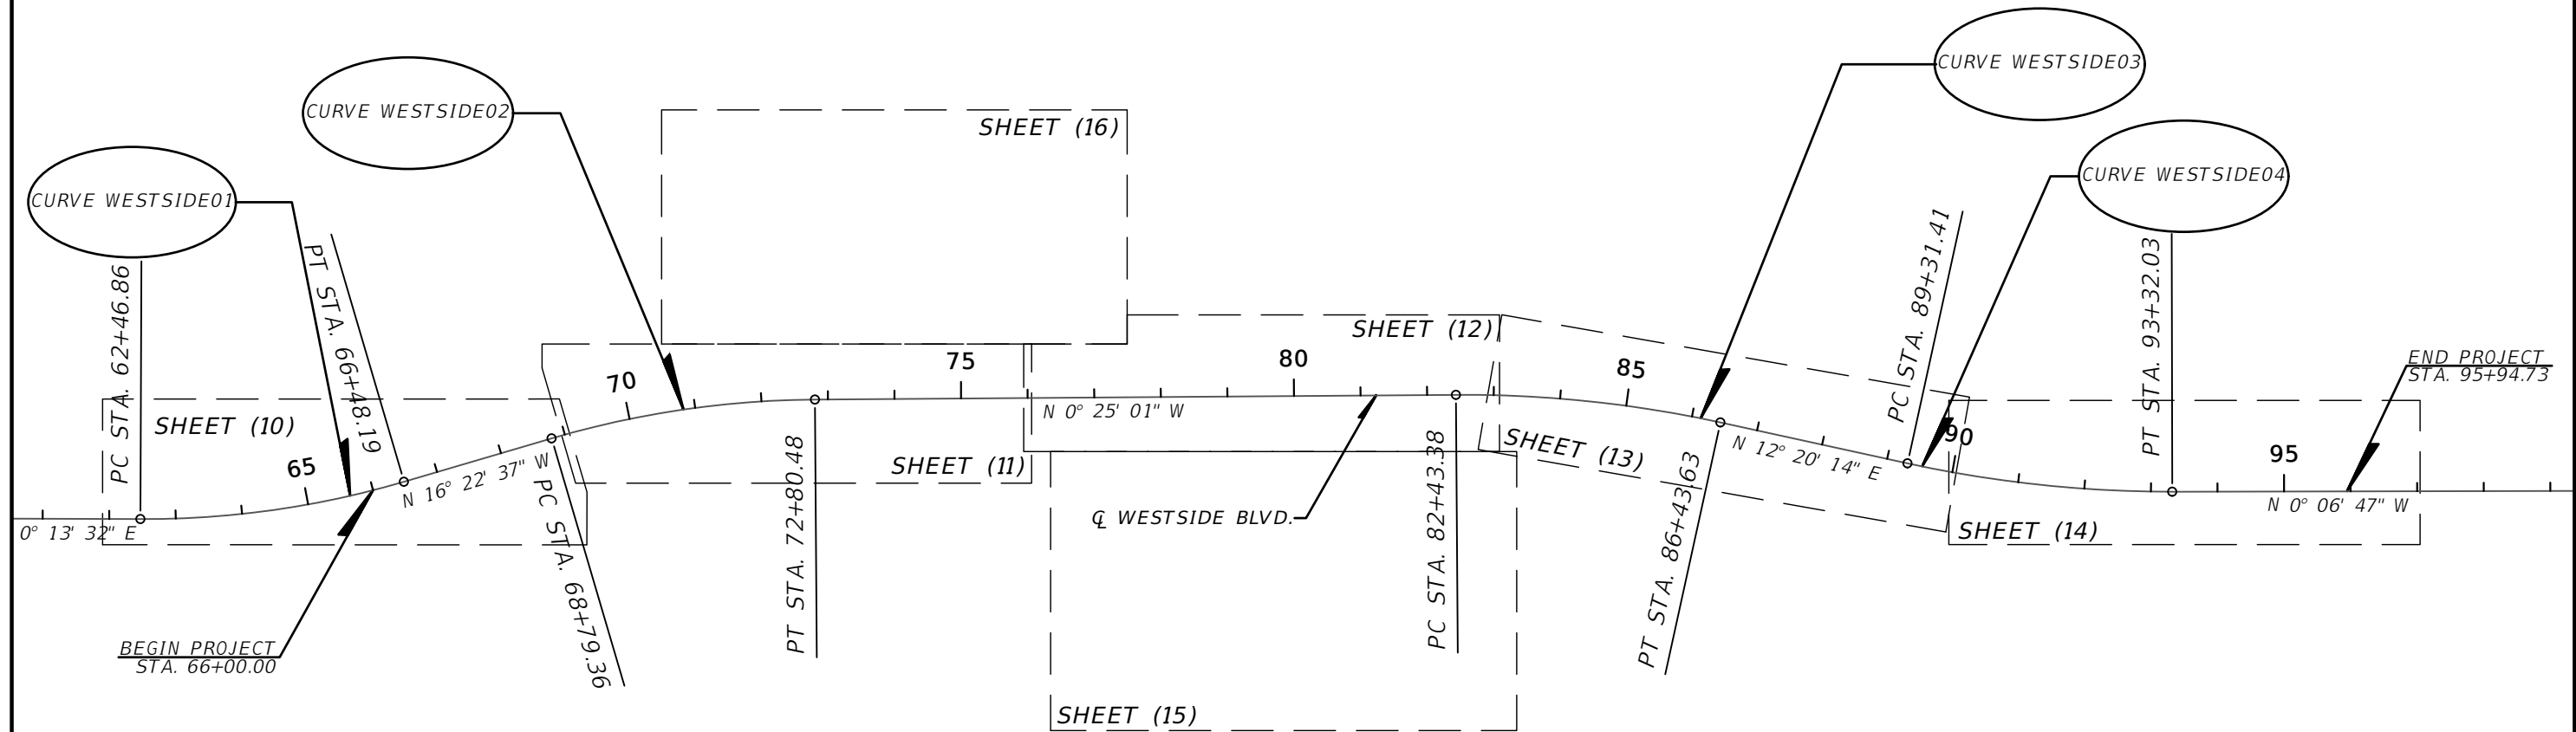 CURVE WESTSIDE01
CURVE WESTSIDE02
CURVE WESTSIDE03
CURVE WESTSIDE04
SHEET (16)
PC STA. 62+46.86
PT STA. 66+48.19
SHEET (10)
65
0° 13' 32" E
N 16° 22' 37" W
BEGIN PROJECT
STA. 66+00.00
PC STA. 68+79.36
70
SHEET (11)
PT STA. 72+80.48
75
N 0° 25' 01" W
80
SHEET (12)
℄ WESTSIDE BLVD.
PC STA. 82+43.38
SHEET (15)
SHEET (13)
85
PT STA. 86+43.63
N 12° 20' 14" E
PC STA. 89+31.41
90
SHEET (14)
PT STA. 93+32.03
95
N 0° 06' 47" W
END PROJECT
STA. 95+94.73